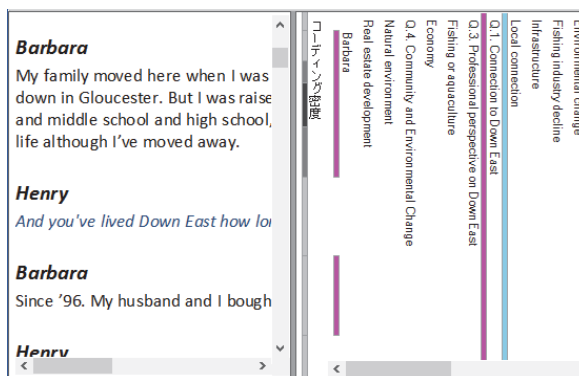 Barbara
My family moved here when I was
down in Gloucester. But I was raise
and middle school and high school,
life although I've moved away.
Henry
And you've lived Down East how lon
Barbara
Since '96. My husband and I bough
Henry
コーディング密度
Barbara
Real estate development
Natural environment
Q.4. Community and Environmental Change
Economy
Fishing or aquaculture
Q.3. Professional perspective on Down East
Q.1. Connection to Down East
Local connection
Infrastructure
Fishing industry decline
Environmental change